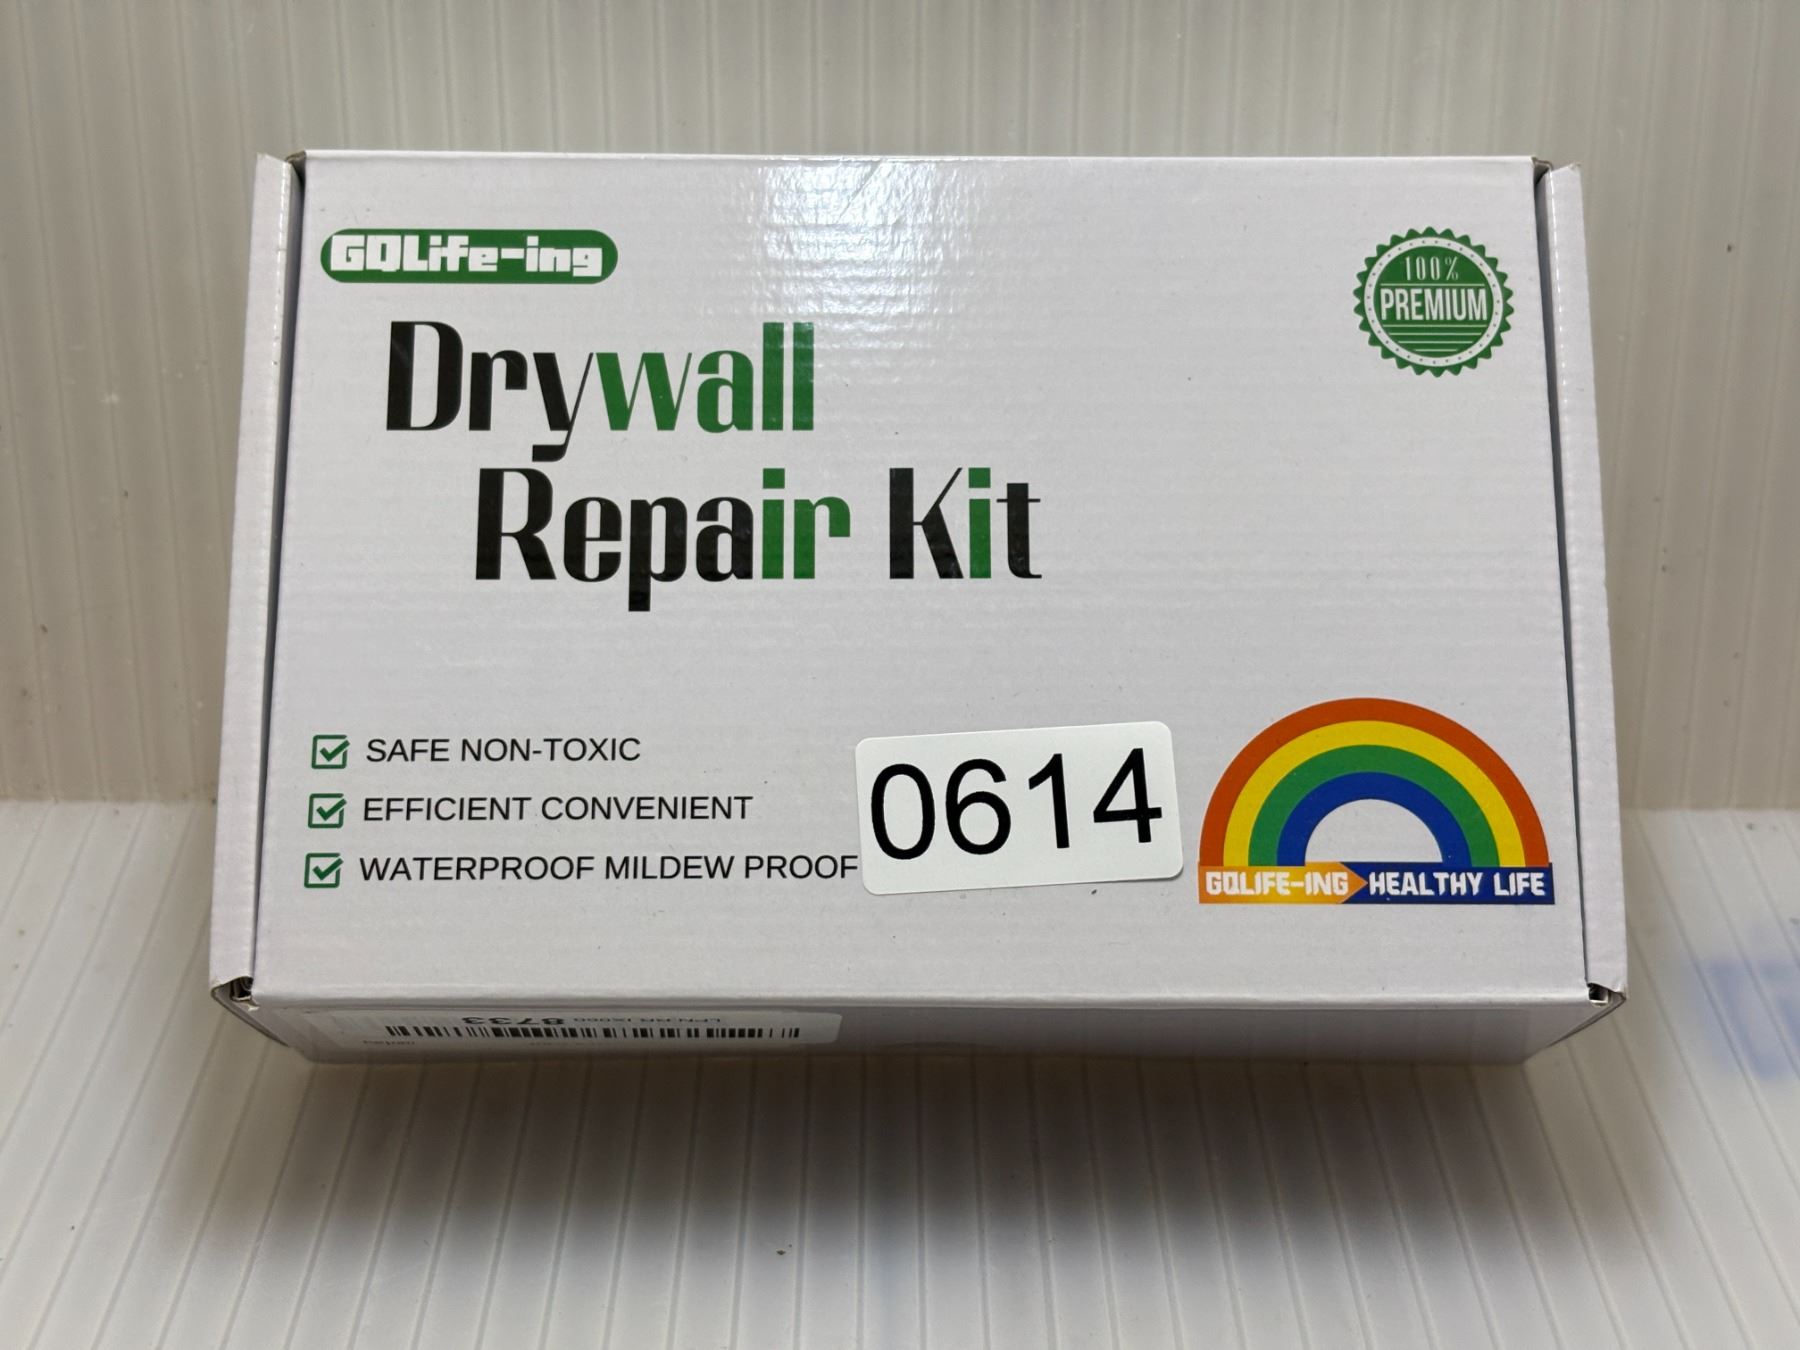 GQLife-ing
100%
PREMIUM
Drywall
Repair Kit
SAFE NON-TOXIC
EFFICIENT CONVENIENT
WATERPROOF MILDEW PROOF
0614
GQLIFE-ING HEALTHY LIFE
8733